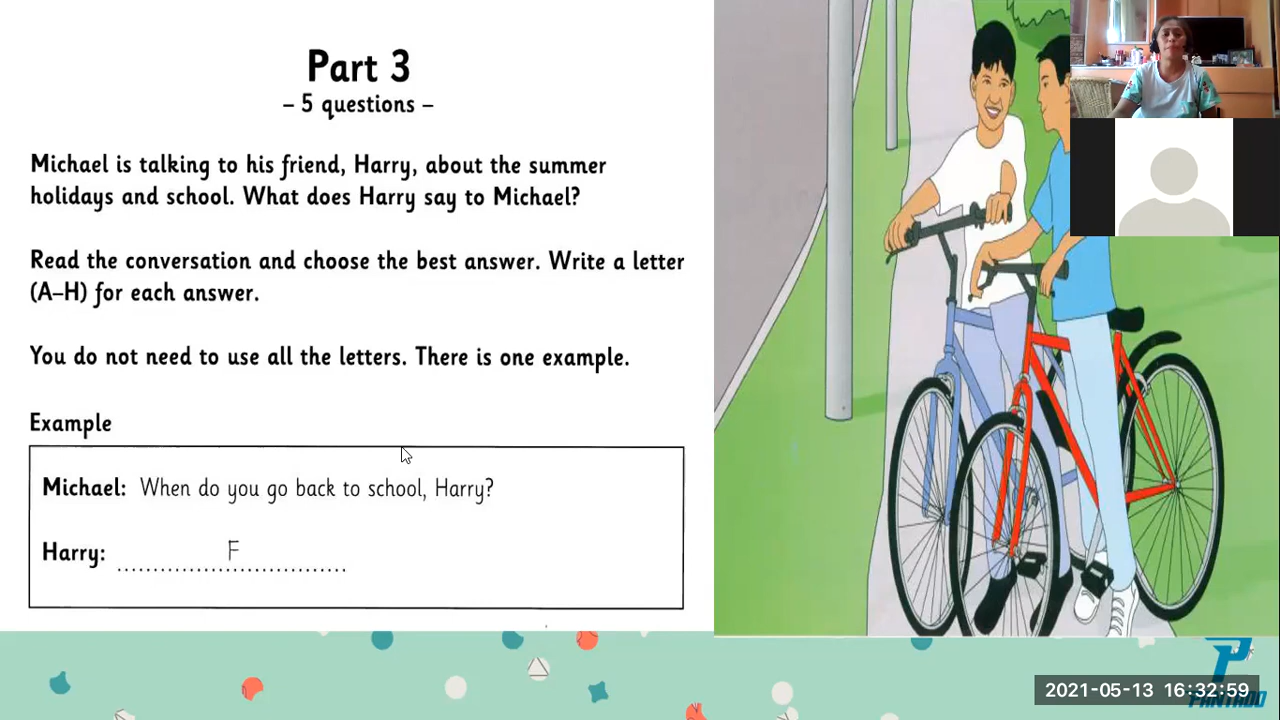 Part 3
– 5 questions –
Michael is talking to his friend, Harry, about the summer
holidays and school. What does Harry say to Michael?
Read the conversation and choose the best answer. Write a letter
(A–H) for each answer.
You do not need to use all the letters. There is one example.
Example
Michael: When do you go back to school, Harry?
Harry: F
2021-05-13 16:32:59
PANTADO